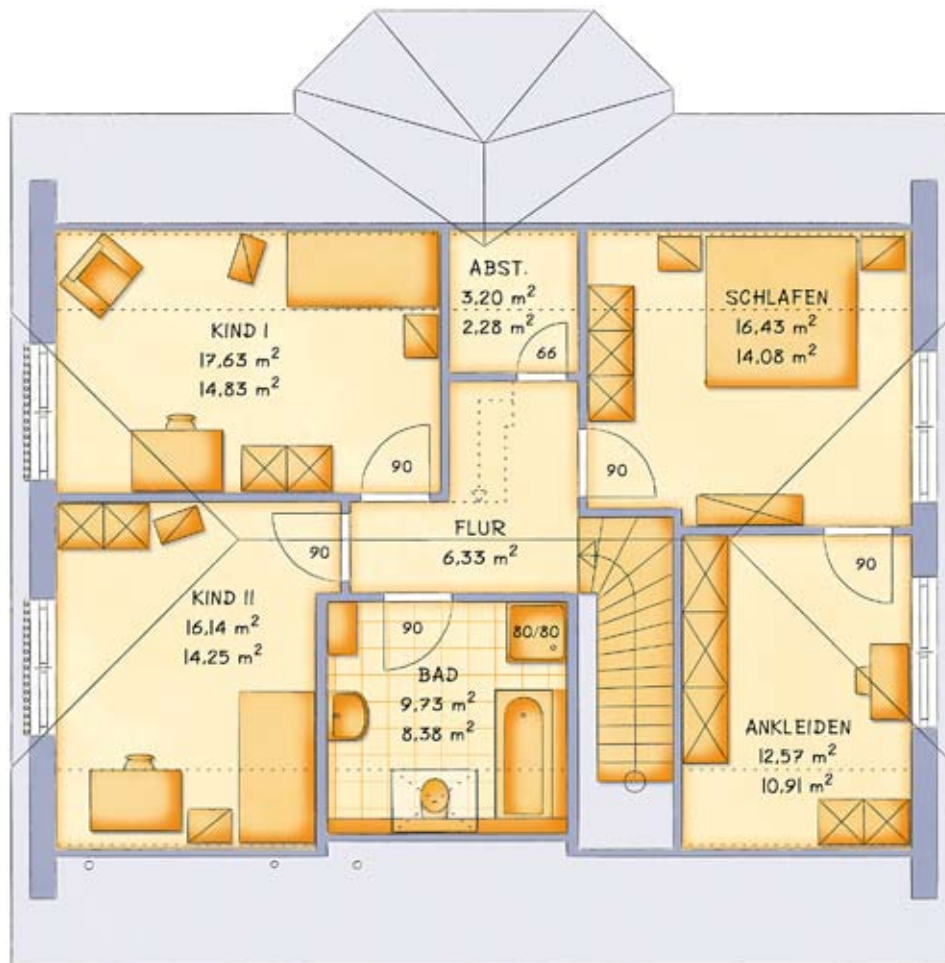 ABST.
3,20 m²
2,28 m²
66
SCHLAFEN
16,43 m²
14,08 m²
KIND I
17,63 m²
14,83 m²
90
90
FLUR
6,33 m²
90
90
KIND II
16,14 m²
14,25 m²
90
80/80
BAD
9,73 m²
8,38 m²
ANKLEIDEN
12,57 m²
10,91 m²